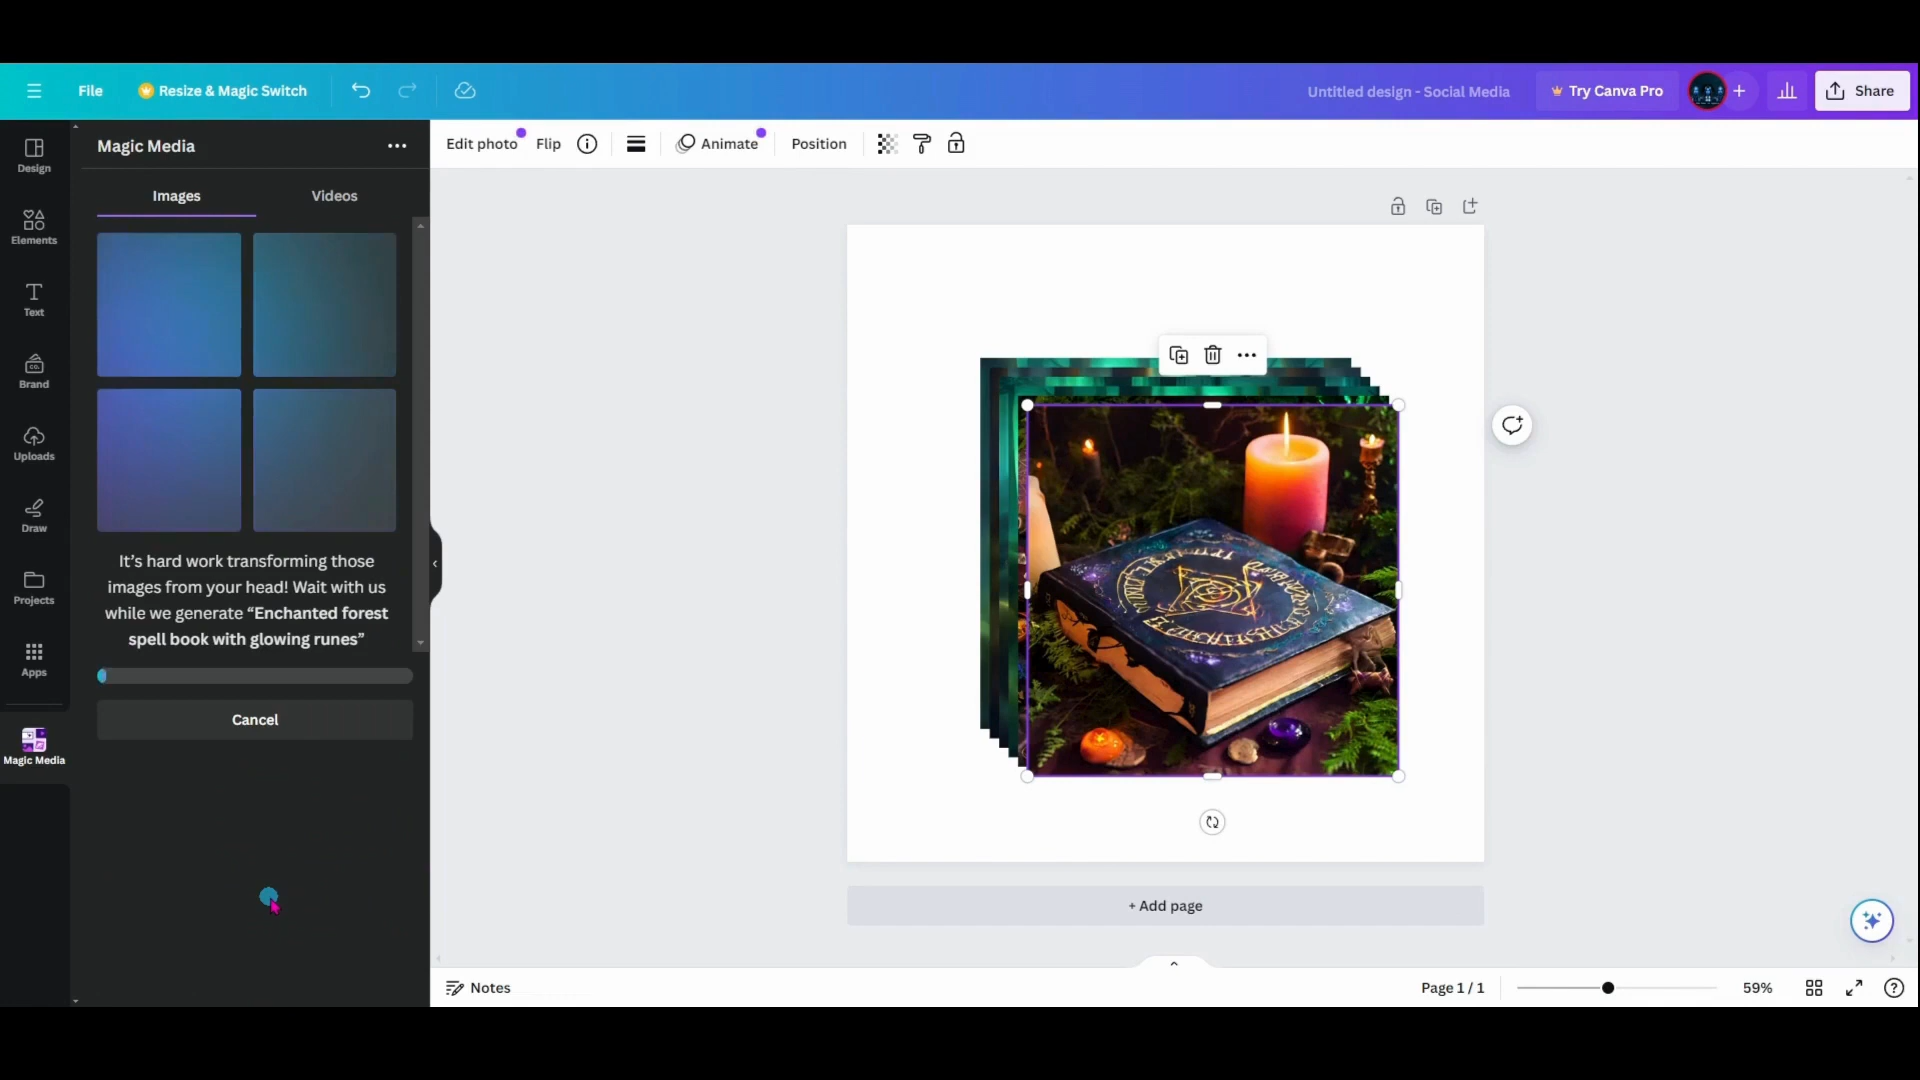 File
Resize & Magic Switch
Untitled design - Social Media
Try Canva Pro
Share
Design
Elements
Text
Brand
CO.
Uploads
Draw
Projects
Apps
Magic Media
Magic Media
Images
Videos
It's hard work transforming those
images from your head! Wait with us
while we generate “Enchanted forest
spell book with glowing runes”
Cancel
Edit photo
Flip
Animate
Position
+ Add page
Notes
Page 1 / 1
59%